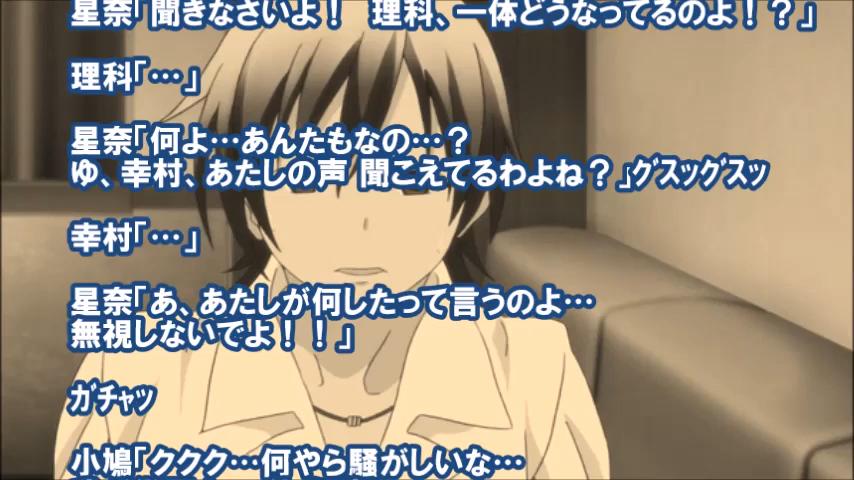 星奈「聞きなさいよ！　理科、一体どうなってるのよ！？」
理科「…」
星奈「何よ…あんたもなの…？
ゆ、幸村、あたしの声 聞こえてるわよね？」ｸﾞｽｯｸﾞｽｯ
幸村「…」
星奈「あ、あたしが何したって言うのよ…
無視しないでよ！！」
ｶﾞﾁｬｯ
小鳩「ククク…何やら騒がしいな…